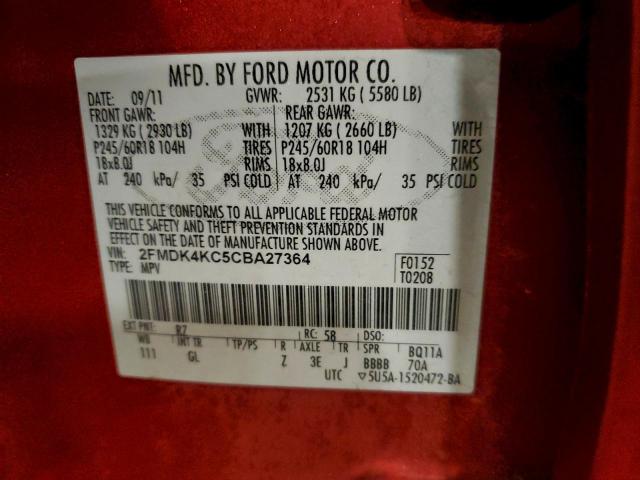 MFD. BY FORD MOTOR CO.
DATE: 09/11 GVWR: 2531 KG ( 5580 LB)
FRONT GAWR: REAR GAWR:
1329 KG ( 2930 LB) WITH 1207 KG ( 2660 LB) WITH
P245/60R18 104H TIRES P245/60R18 104H TIRES
18x8.0J RIMS 18x8.0J RIMS
AT 240 kPa/ 35 PSI COLD AT 240 kPa/ 35 PSI COLD
THIS VEHICLE CONFORMS TO ALL APPLICABLE FEDERAL MOTOR
VEHICLE SAFETY AND THEFT PREVENTION STANDARDS IN
EFFECT ON THE DATE OF MANUFACTURE SHOWN ABOVE.
VIN: 2FMDK4KC5CBA27364 F0152
TYPE: MPV T0208
EXT PNT: RZ RC: 58 DSO:
WB INT TR TP/PS R AXLE TR SPR BQ11A
111 GL Z 3E J BBBB 70A
UTC ▽5U5A-1520472-BA